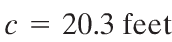 c = 20.3 feet